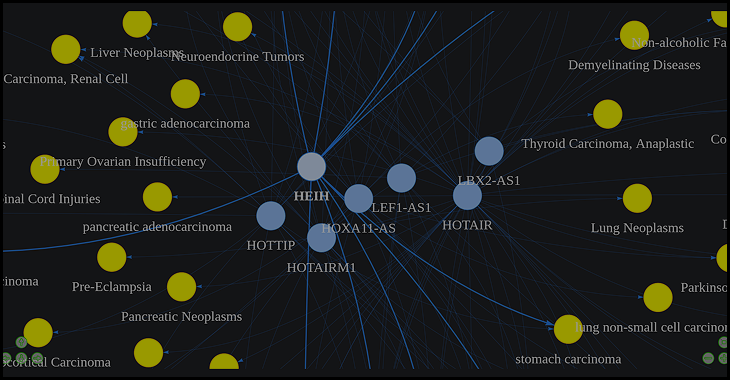 Liver Neoplasms
Neuroendocrine Tumors
Non-alcoholic Fa
Demyelinating Diseases
Carcinoma, Renal Cell
gastric adenocarcinoma
Thyroid Carcinoma, Anaplastic
Co
s
Primary Ovarian Insufficiency
LBX2-AS1
inal Cord Injuries
HEIH
LEF1-AS1
pancreatic adenocarcinoma
HOXA11-AS
HOTAIR
Lung Neoplasms
HOTTIP
HOTAIRM1
cinoma
Pre-Eclampsia
Parkinso
Pancreatic Neoplasms
lung non-small cell carcinor
ocortical Carcinoma
stomach carcinoma